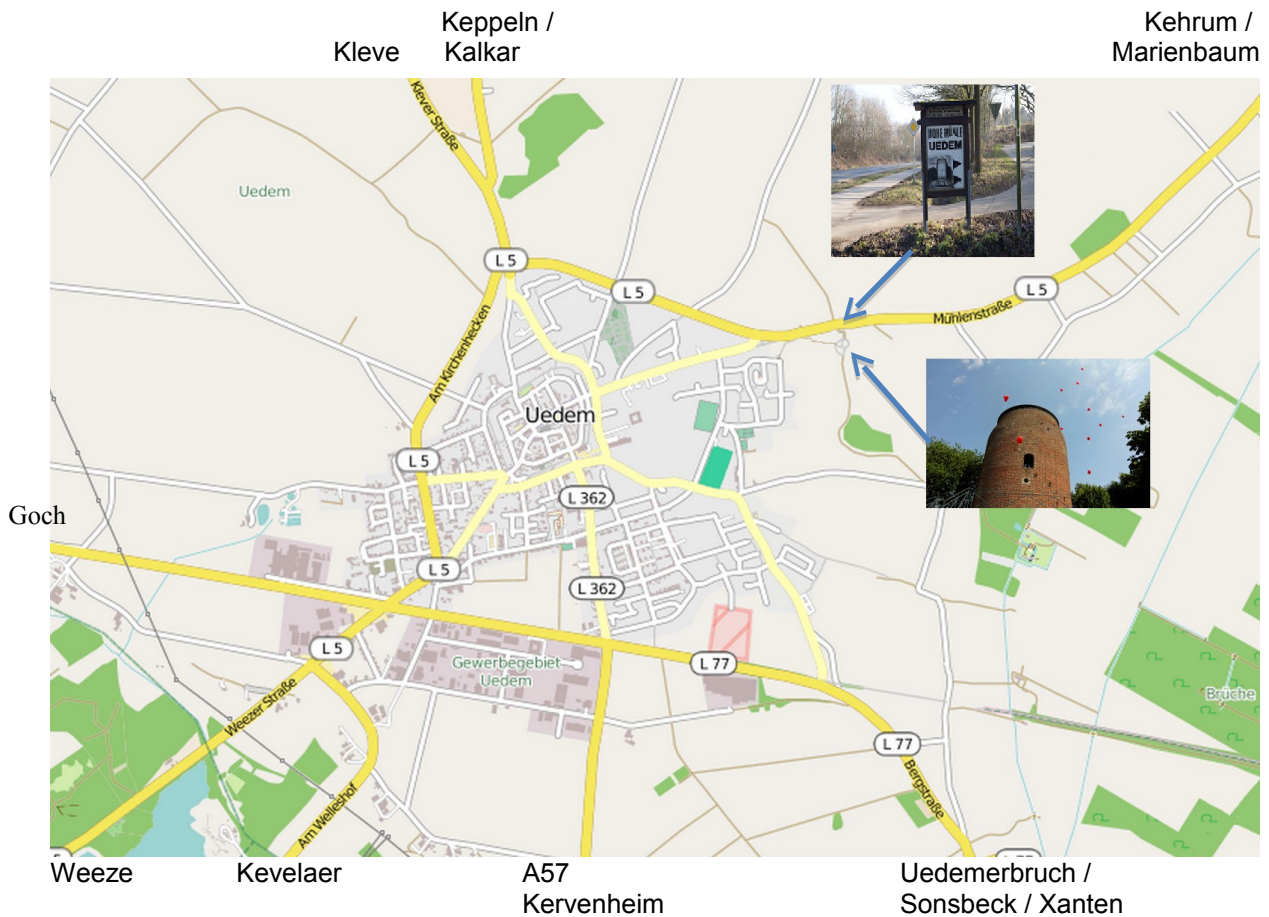 Keppeln /
Kleve Kalkar
Kehrum /
Marienbaum
Klever Straße
Uedem
HOHE MÜHLE
UEDEM
L 5
L 5
L 5
Mühlenstraße
Am Kirchenhecken
Uedem
L 5
L 362
Goch
L 5
L 362
L 5
Gewerbegebiet
Uedem
L 77
Weezer Straße
Brüche
L 77
Bergstraße
Am Welleshof
Weeze
Kevelaer
A57
Kervenheim
Uedemerbruch /
Sonsbeck / Xanten